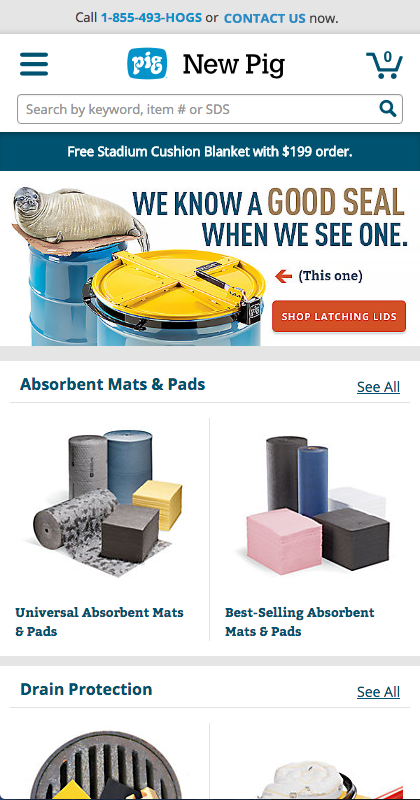 Call 1-855-493-HOGS or CONTACT US now.
pig New Pig
0
Search by keyword, item # or SDS
Free Stadium Cushion Blanket with $199 order.
WE KNOW A GOOD SEAL
WHEN WE SEE ONE.
(This one)
pig
SHOP LATCHING LIDS
Absorbent Mats & Pads
See All
Universal Absorbent Mats
& Pads
Best-Selling Absorbent
Mats & Pads
Drain Protection
See All